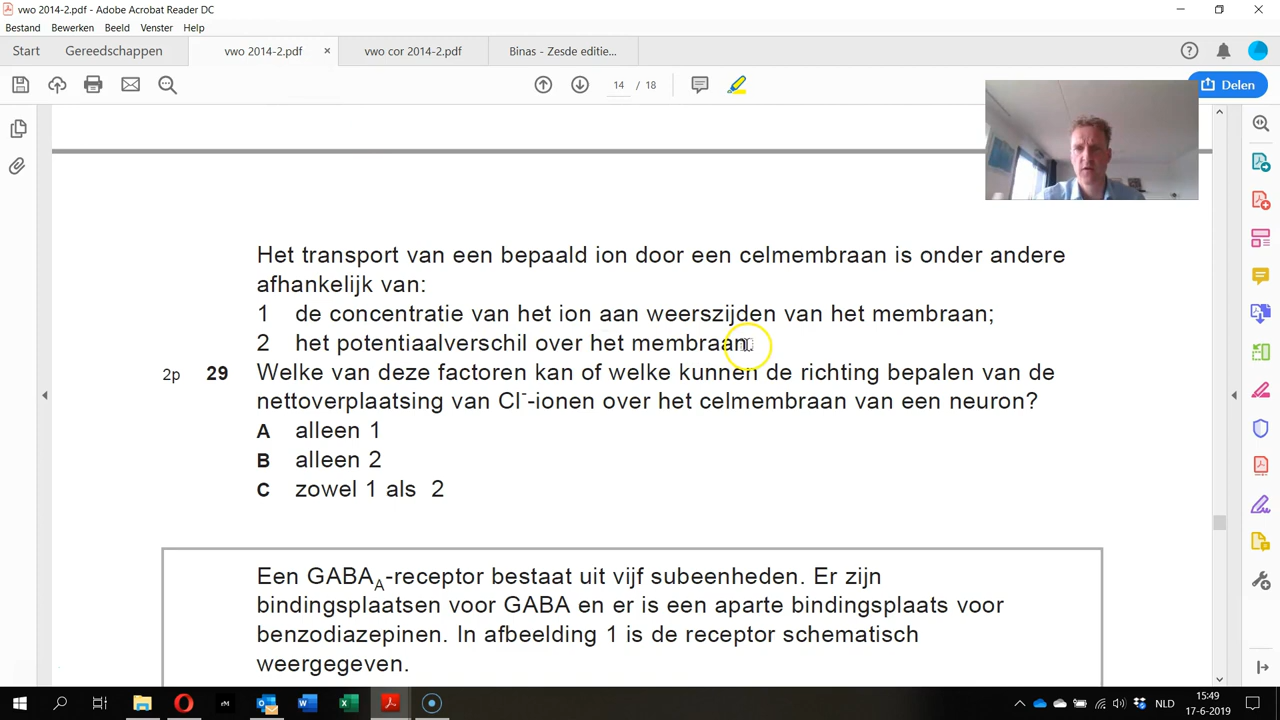 vwo 2014-2.pdf - Adobe Acrobat Reader DC
Bestand Bewerken Beeld Venster Help
Start Gereedschappen vwo 2014-2.pdf × vwo cor 2014-2.pdf Binas - Zesde editie...
14 / 18 Delen
Het transport van een bepaald ion door een celmembraan is onder andere
afhankelijk van:
1 de concentratie van het ion aan weerszijden van het membraan;
2 het potentiaalverschil over het membraan.
2p 29 Welke van deze factoren kan of welke kunnen de richting bepalen van de
nettoverplaatsing van Cl⁻-ionen over het celmembraan van een neuron?
A alleen 1
B alleen 2
C zowel 1 als 2
Een GABA_A-receptor bestaat uit vijf subeenheden. Er zijn
bindingsplaatsen voor GABA en er is een aparte bindingsplaats voor
benzodiazepinen. In afbeelding 1 is de receptor schematisch
weergegeven.
rM NLD 15:49
17-6-2019